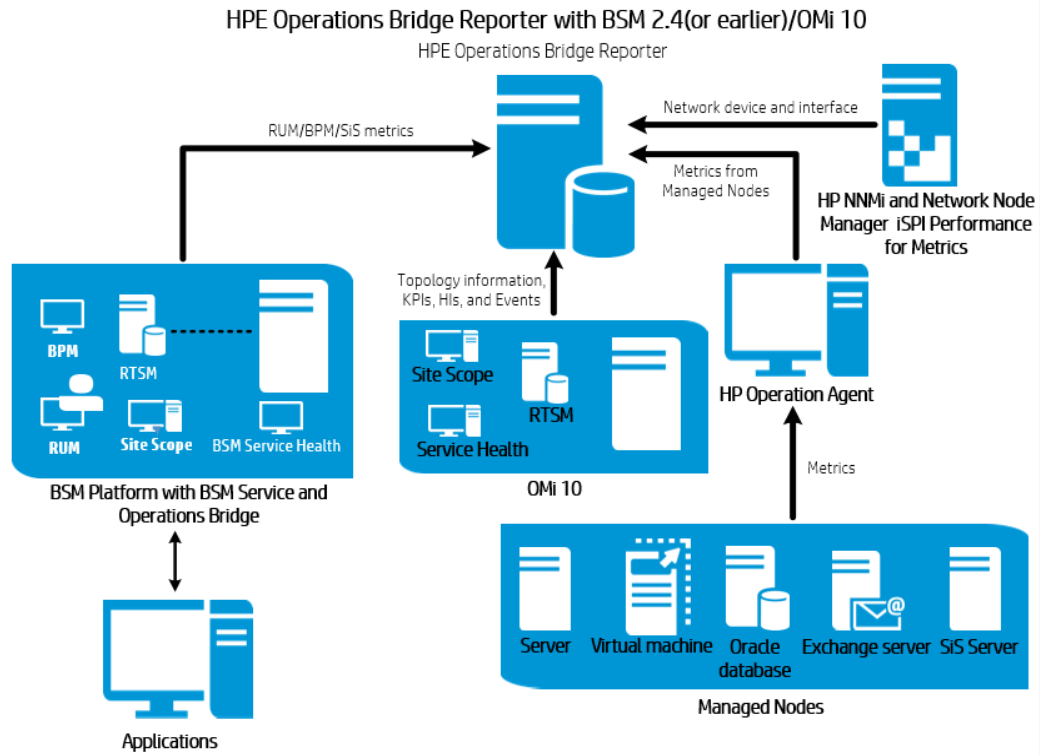 HPE Operations Bridge Reporter with BSM 2.4(or earlier)/OMi 10
HPE Operations Bridge Reporter
Network device and interface
RUM/BPM/SiS metrics
Metrics from
Managed Nodes
HP NNMi and Network Node
Manager iSPI Performance
for Metrics
Topology information,
KPIs, HIs, and Events
BPM
RTSM
RUM
Site Scope
BSM Service Health
BSM Platform with BSM Service and
Operations Bridge
Site Scope
RTSM
Service Health
OMi 10
HP Operation Agent
Metrics
Server
Virtual machine
Oracle
database
@
Exchange server
SiS Server
Managed Nodes
Applications